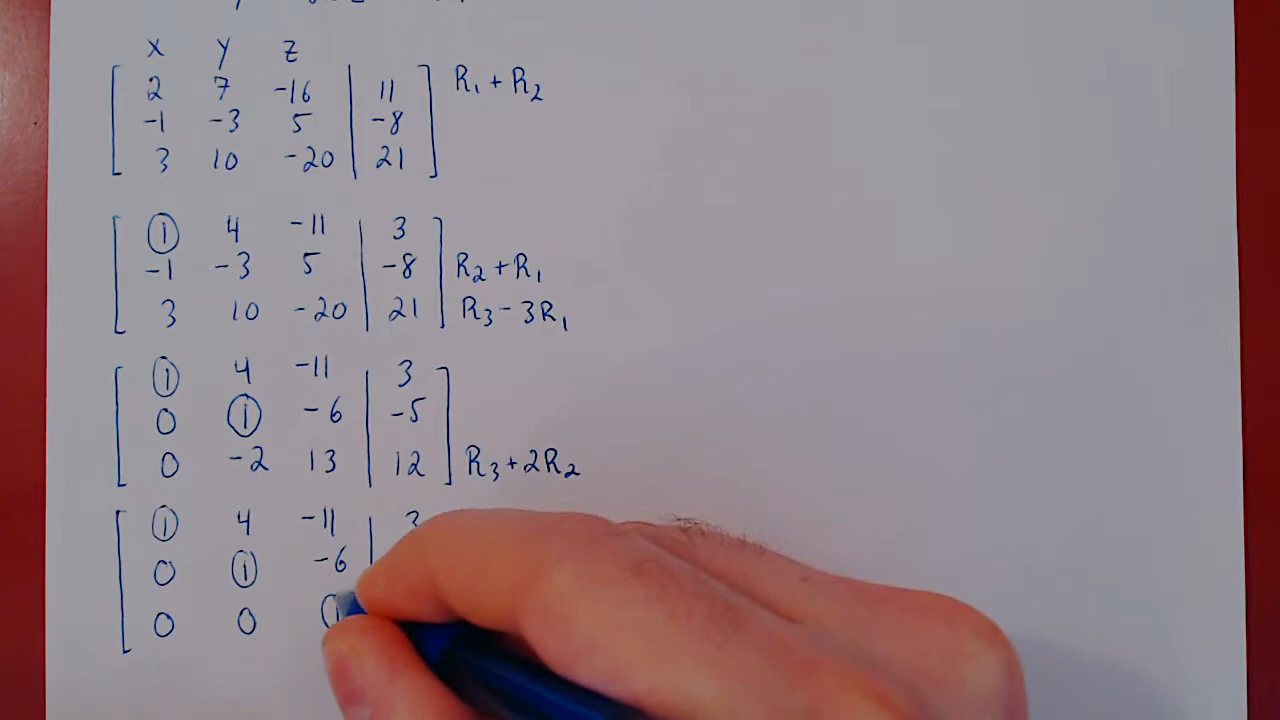 x y z
2 7 -16 11 R₁ + R₂
-1 -3 5 -8
3 10 -20 21
1 4 -11 3
-1 -3 5 -8 R₂ + R₁
3 10 -20 21 R₃ - 3R₁
1 4 -11 3
0 1 -6 -5
0 -2 13 12 R₃ + 2R₂
1 4 -11
0 1 -6
0 0